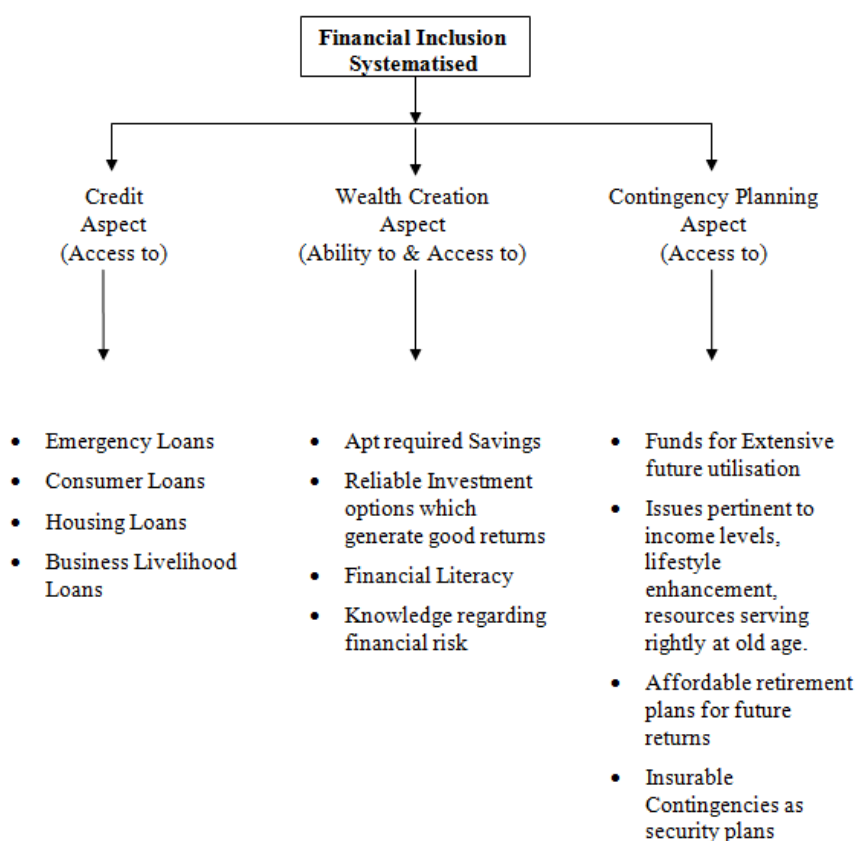 Financial Inclusion
Systematised
Credit
Aspect
(Access to)
Wealth Creation
Aspect
(Ability to & Access to)
Contingency Planning
Aspect
(Access to)
• Emergency Loans
• Consumer Loans
• Housing Loans
• Business Livelihood
Loans
• Apt required Savings
• Reliable Investment
options which
generate good returns
• Financial Literacy
• Knowledge regarding
financial risk
• Funds for Extensive
future utilisation
• Issues pertinent to
income levels,
lifestyle
enhancement,
resources serving
rightly at old age.
• Affordable retirement
plans for future
returns
• Insurable
Contingencies as
security plans